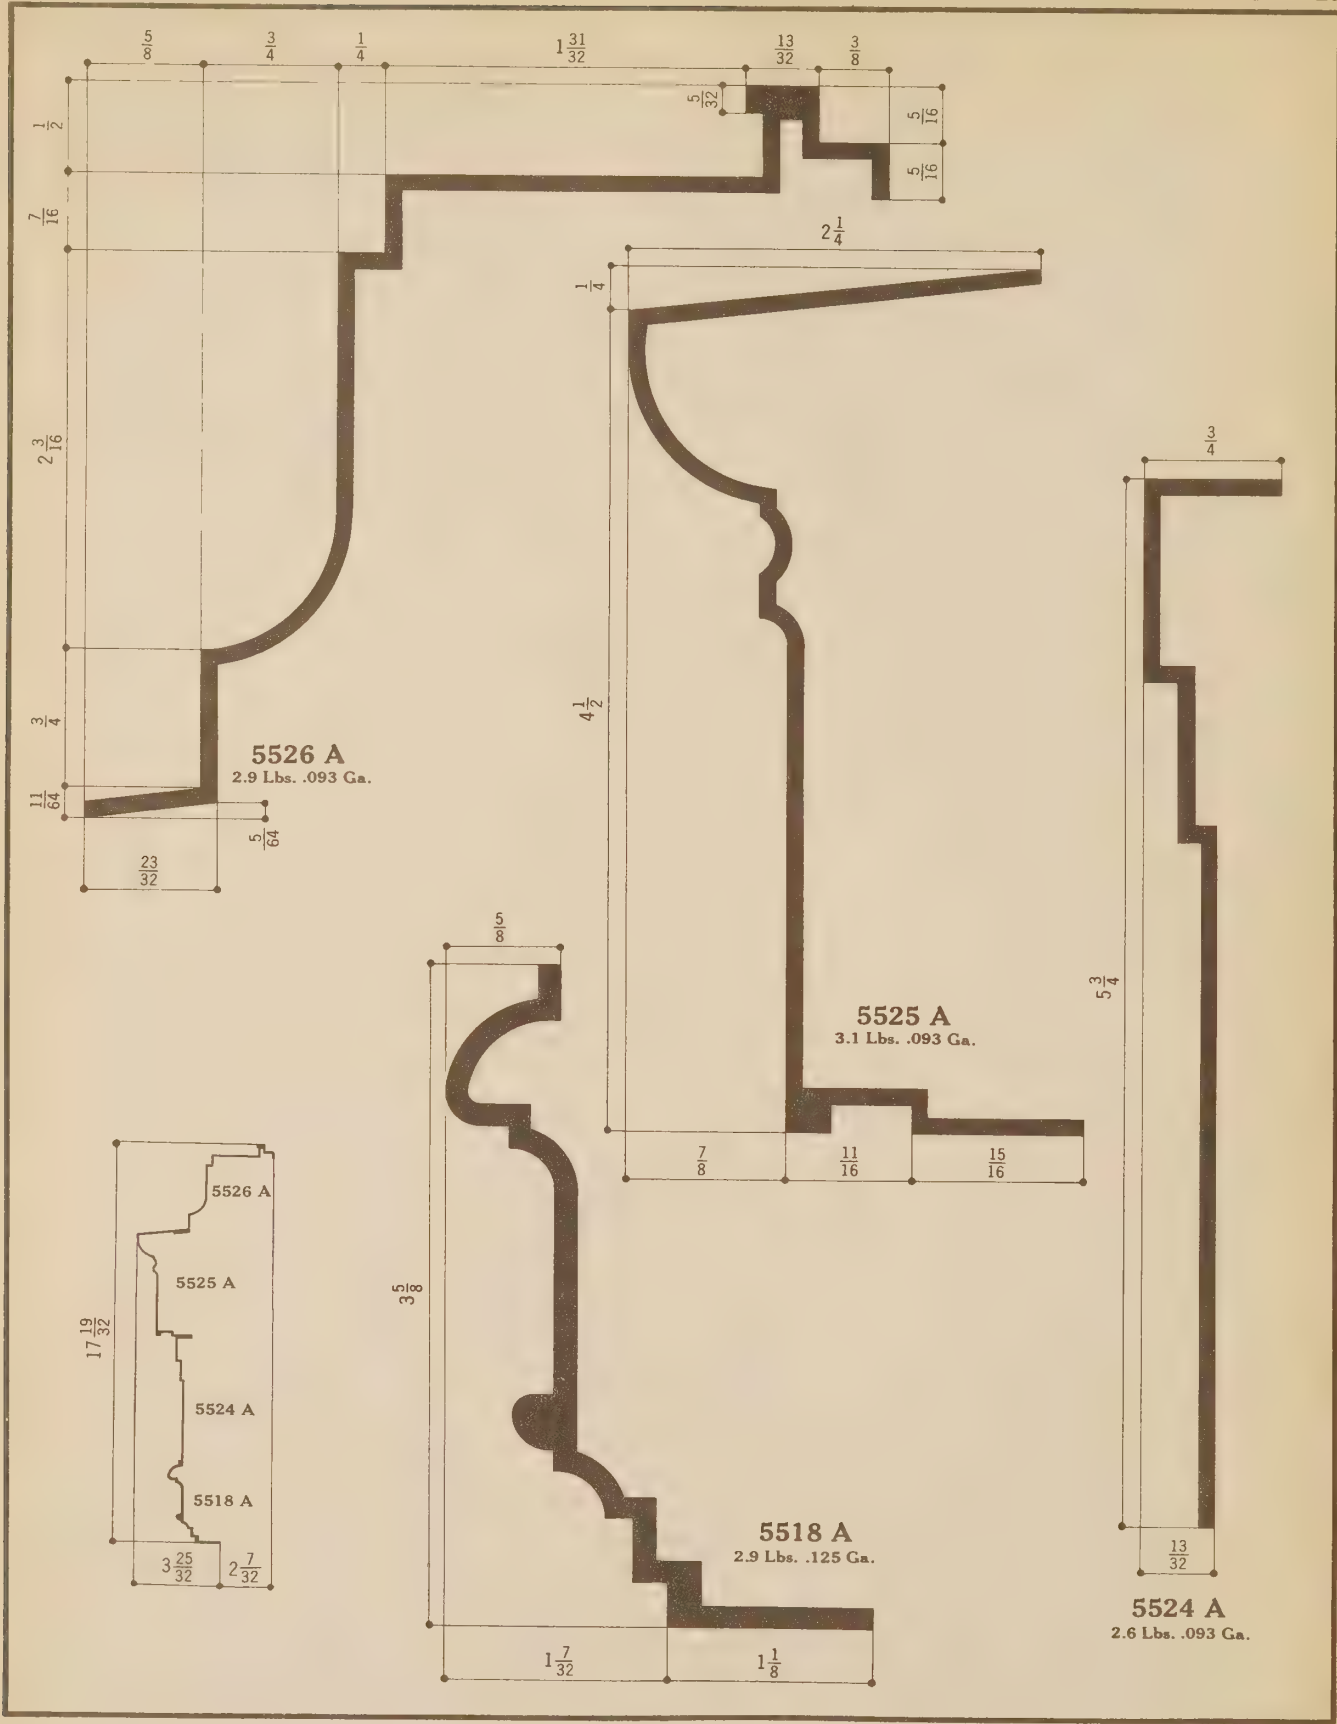 5/8 3/4 1/4 1 31/32 13/32 3/8
5/32
1/2
5/16
5/16
7/16
2 1/4
1/4
2 3/16
3/4
4 1/2
3/4
5526 A
2.9 Lbs. .093 Ga.
11/64
5/64
23/32
5/8
5 3/4
5525 A
3.1 Lbs. .093 Ga.
7/8 11/16 15/16
5526 A
5525 A
3 5/8
17 19/32
5524 A
5518 A
5518 A
2.9 Lbs. .125 Ga.
3 25/32 2 7/32
13/32
5524 A
2.6 Lbs. .093 Ga.
1 7/32 1 1/8